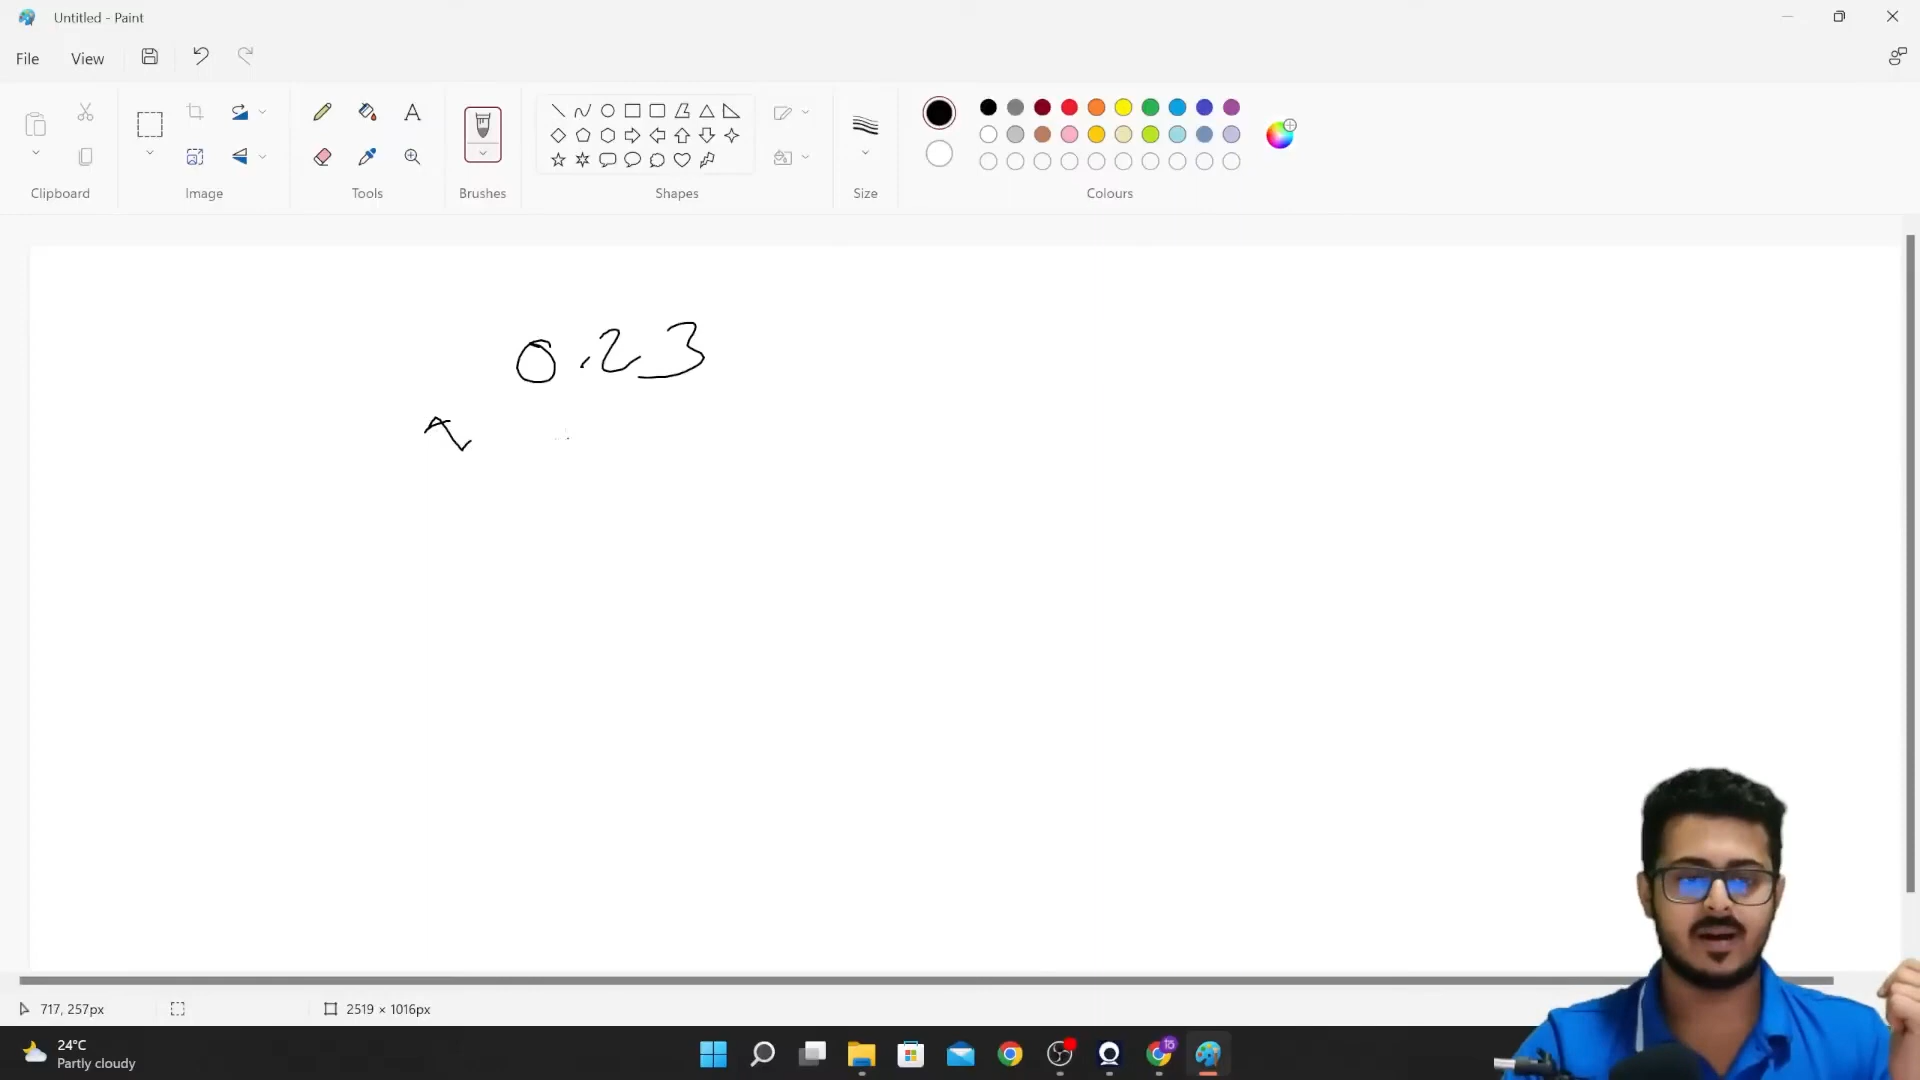 Untitled - Paint
File View
Clipboard Image Tools Brushes Shapes Size Colours
0.23
717, 257px 2519 × 1016px
24°C
Partly cloudy